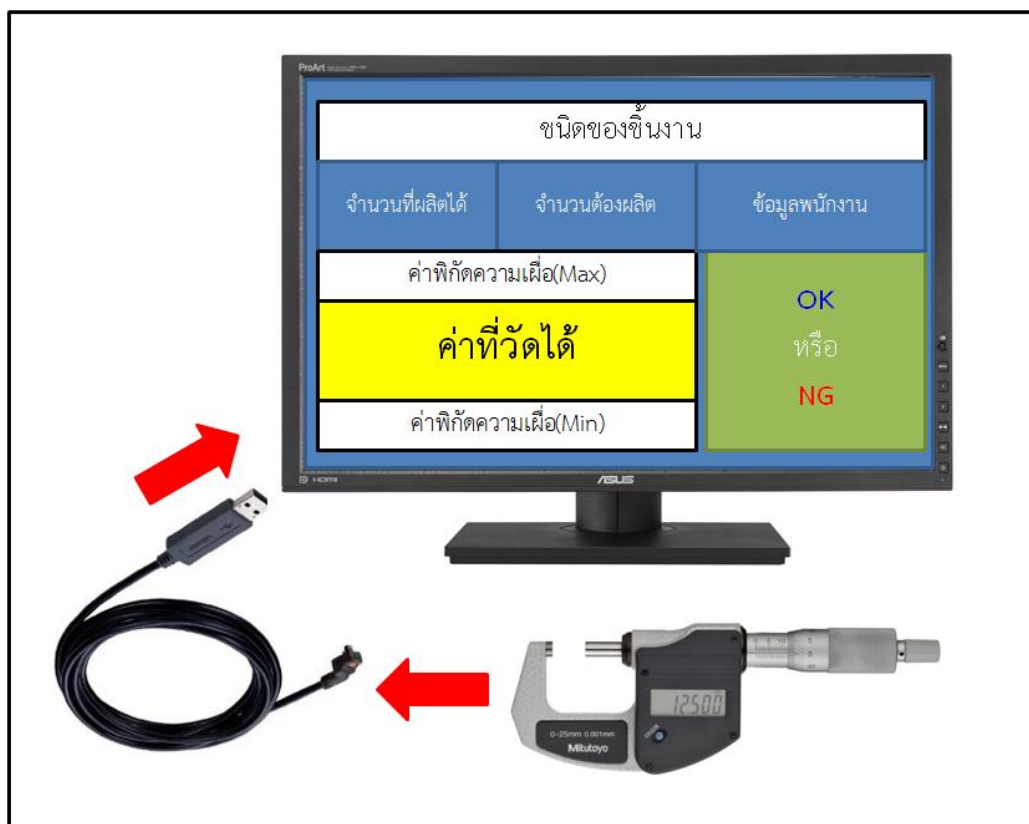 ProArt
ชนิดของชิ้นงาน
จำนวนที่ผลิตได้
จำนวนต้องผลิต
ข้อมูลพนักงาน
ค่าพิกัดความเผื่อ(Max)
ค่าที่วัดได้
ค่าพิกัดความเผื่อ(Min)
OK
หรือ
NG
HDMI
ASUS
12.500
ORIGIN
0-25mm 0.001mm
Mitutoyo